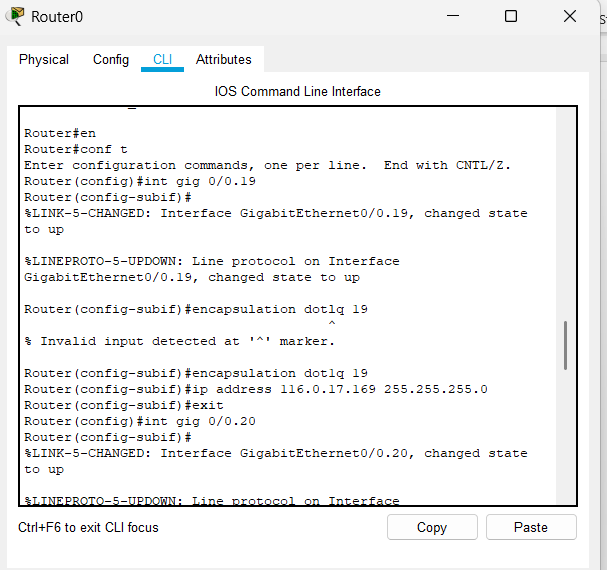 Router0
Physical Config CLI Attributes
IOS Command Line Interface
Router#en
Router#conf t
Enter configuration commands, one per line. End with CNTL/Z.
Router(config)#int gig 0/0.19
Router(config-subif)#
%LINK-5-CHANGED: Interface GigabitEthernet0/0.19, changed state
to up
%LINEPROTO-5-UPDOWN: Line protocol on Interface
GigabitEthernet0/0.19, changed state to up
Router(config-subif)#encapsulation dotlq 19
^
% Invalid input detected at '^' marker.
Router(config-subif)#encapsulation dot1q 19
Router(config-subif)#ip address 116.0.17.169 255.255.255.0
Router(config-subif)#exit
Router(config)#int gig 0/0.20
Router(config-subif)#
%LINK-5-CHANGED: Interface GigabitEthernet0/0.20, changed state
to up
%LINEPROTO-5-UPDOWN: Line protocol on Interface
Ctrl+F6 to exit CLI focus
Copy Paste